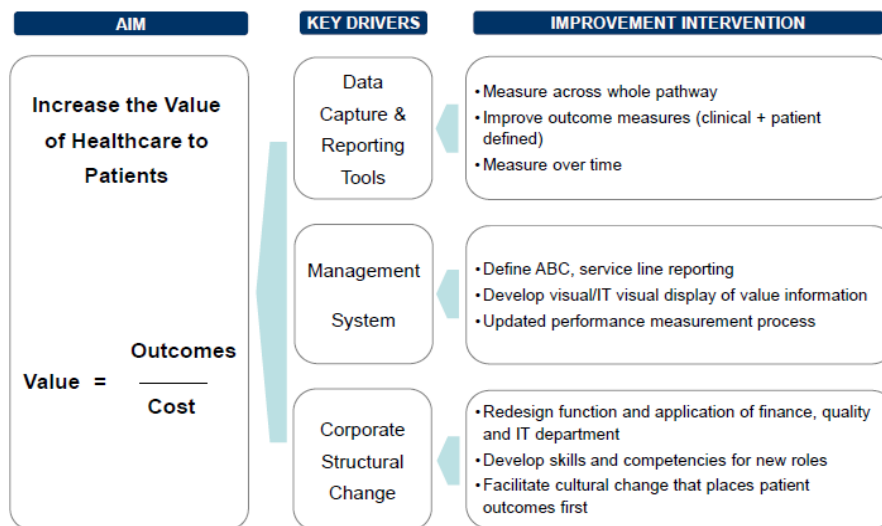 AIM
KEY DRIVERS
IMPROVEMENT INTERVENTION
Increase the Value
of Healthcare to
Patients
Value =
Outcomes
Cost
Data
Capture &
Reporting
Tools
• Measure across whole pathway
• Improve outcome measures (clinical + patient
defined)
• Measure over time
Management
System
• Define ABC, service line reporting
• Develop visual/IT visual display of value information
• Updated performance measurement process
Corporate
Structural
Change
• Redesign function and application of finance, quality
and IT department
• Develop skills and competencies for new roles
• Facilitate cultural change that places patient
outcomes first